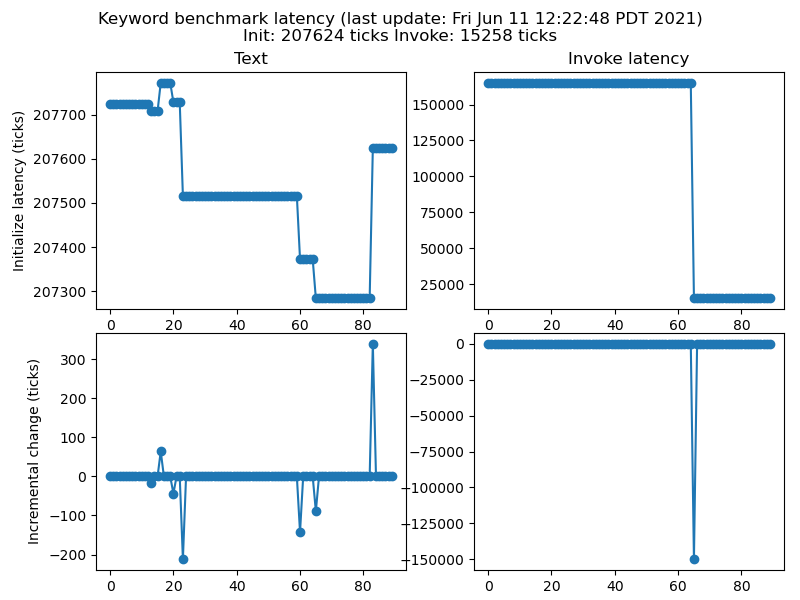 Keyword benchmark latency (last update: Fri Jun 11 12:22:48 PDT 2021)
Init: 207624 ticks Invoke: 15258 ticks
Text
Initialize latency (ticks)
207700
207600
207500
207400
207300
0 20 40 60 80
Invoke latency
150000
125000
100000
75000
50000
25000
0 20 40 60 80
Incremental change (ticks)
300
200
100
0
−100
−200
0 20 40 60 80
0
−25000
−50000
−75000
−100000
−125000
−150000
0 20 40 60 80